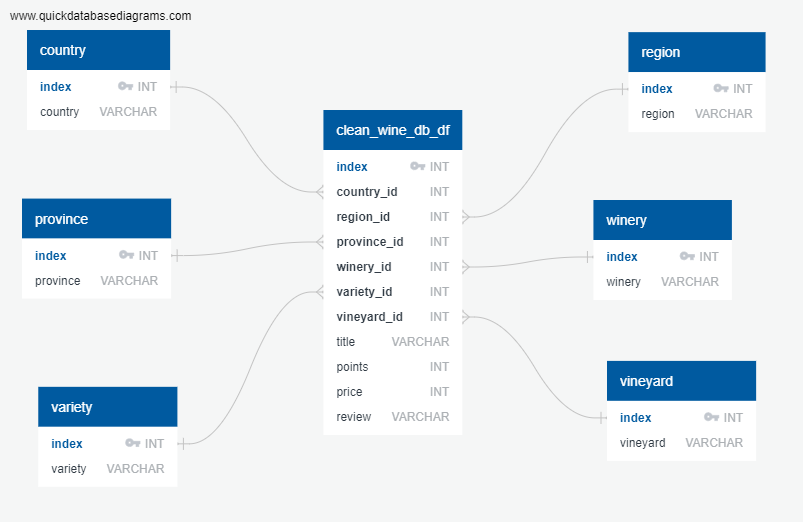 www.quickdatabasediagrams.com
country
index INT
country VARCHAR
province
index INT
province VARCHAR
variety
index INT
variety VARCHAR
clean_wine_db_df
index INT
country_id INT
region_id INT
province_id INT
winery_id INT
variety_id INT
vineyard_id INT
title VARCHAR
points INT
price INT
review VARCHAR
region
index INT
region VARCHAR
winery
index INT
winery VARCHAR
vineyard
index INT
vineyard VARCHAR